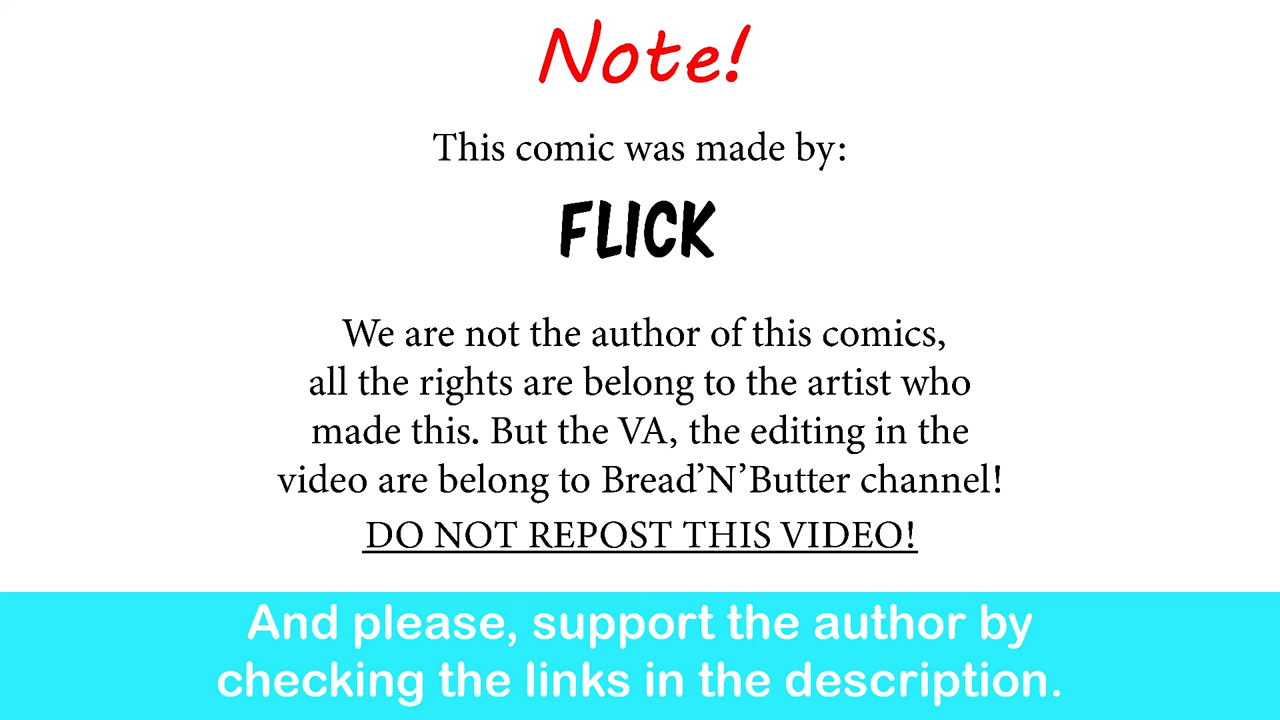 Note!
This comic was made by:
FLICK
We are not the author of this comics,
all the rights are belong to the artist who
made this. But the VA, the editing in the
video are belong to Bread’N’Butter channel!
DO NOT REPOST THIS VIDEO!
And please, support the author by
checking the links in the description.